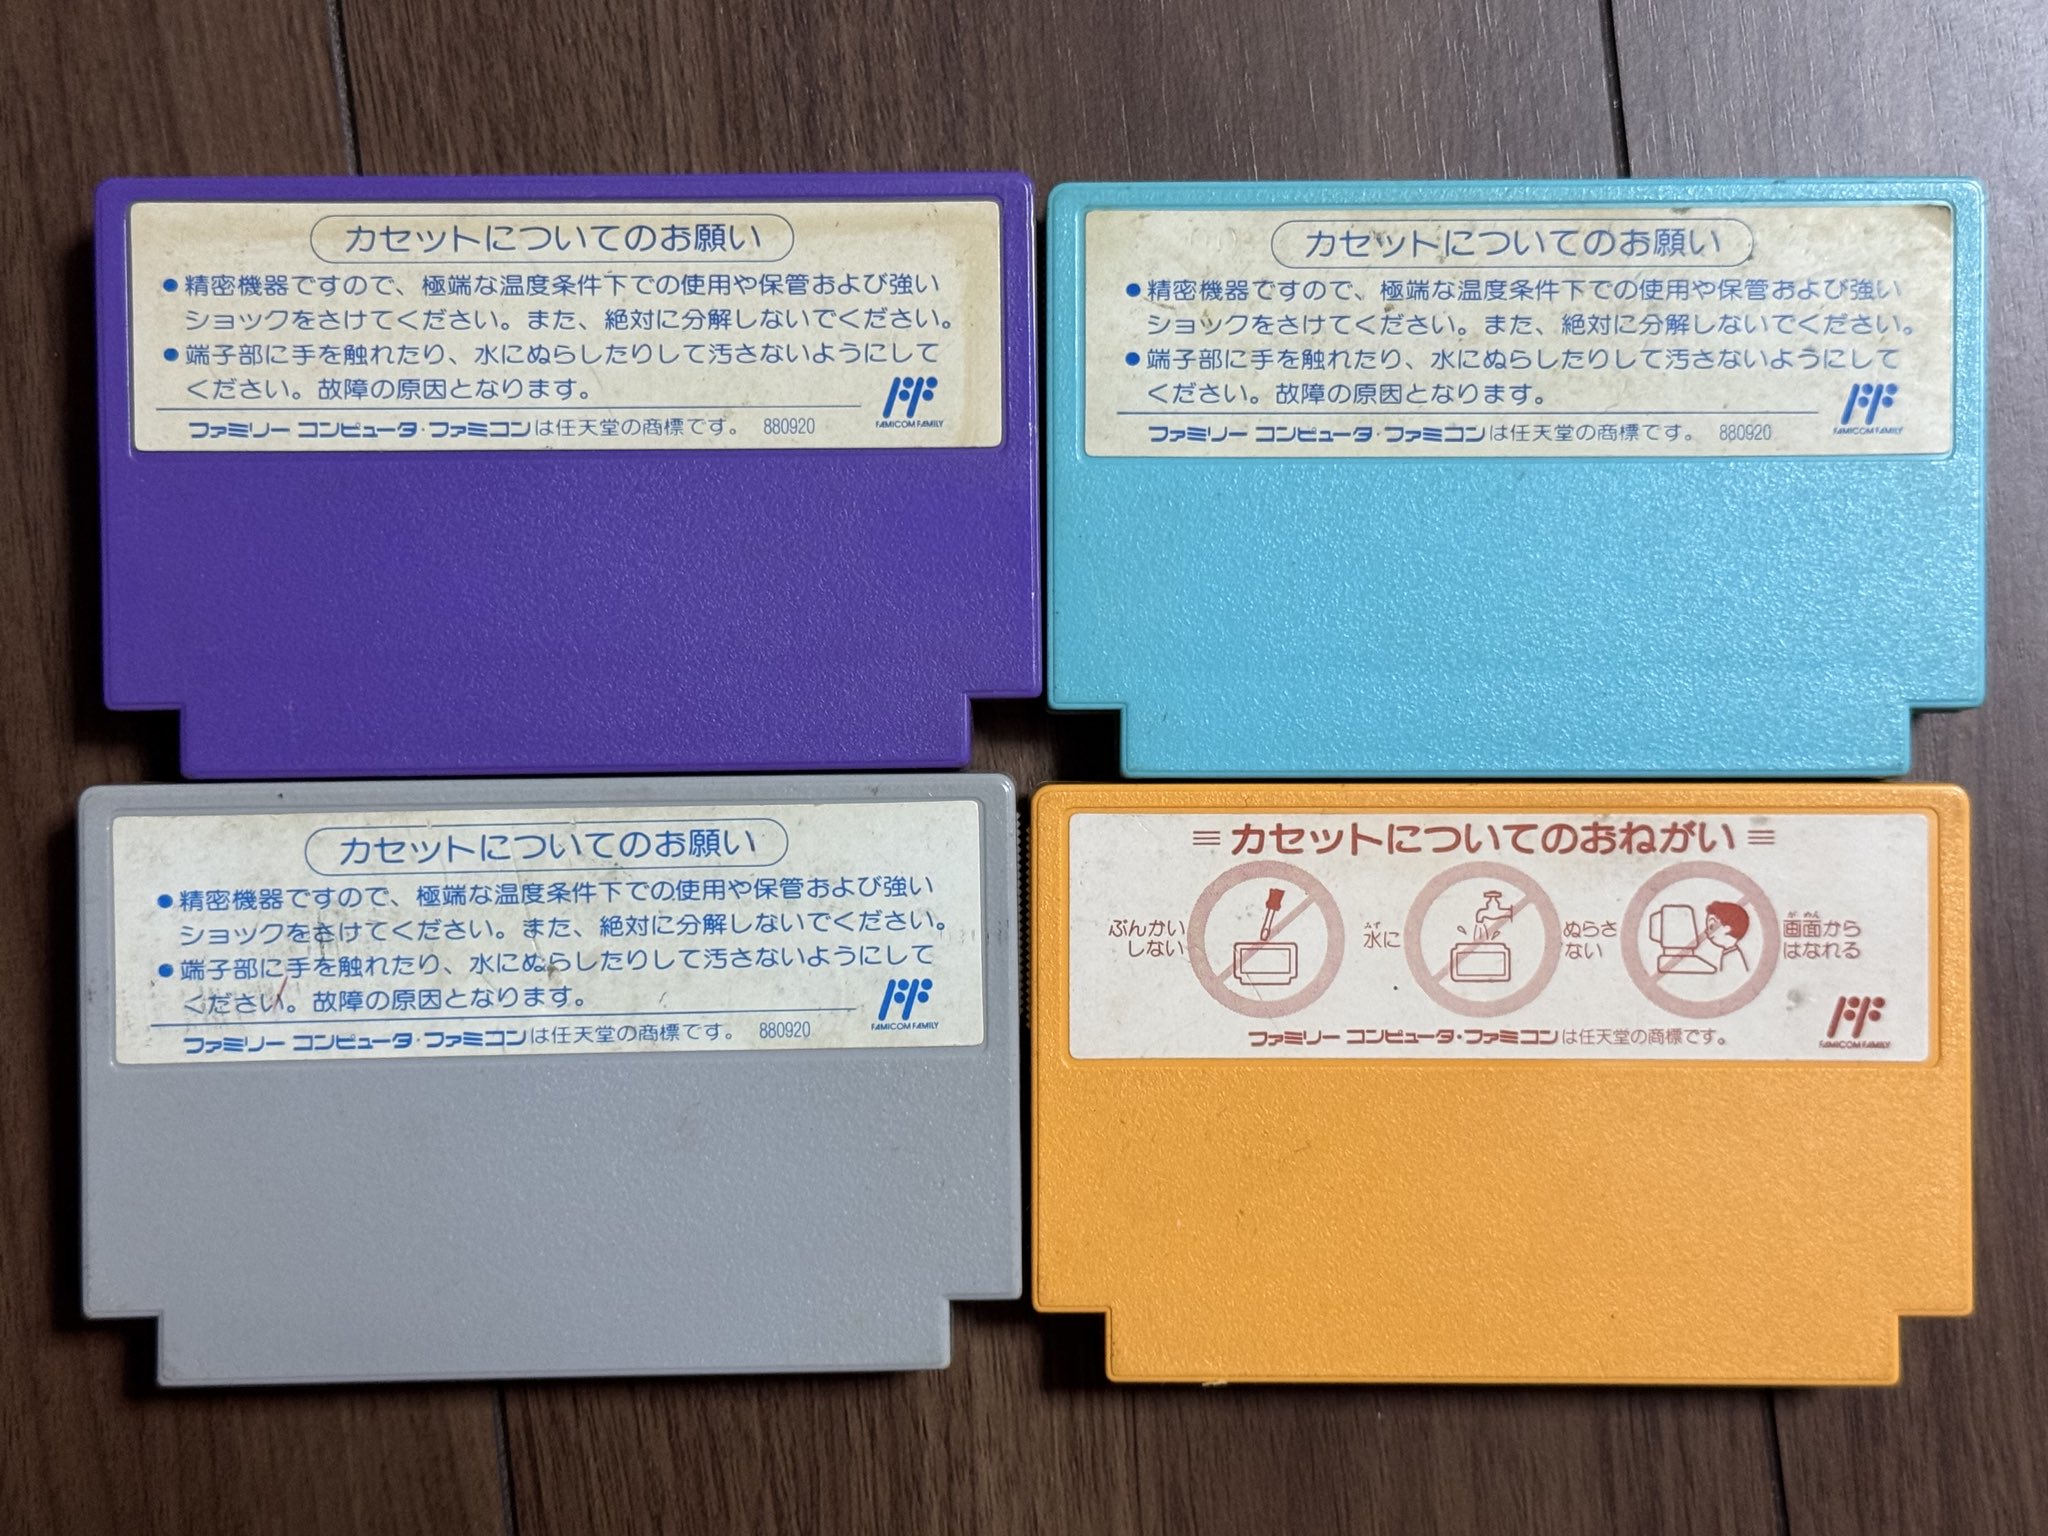 カセットについてのお願い
●精密機器ですので、極端な温度条件下での使用や保管および強い
ショックをさけてください。また、絶対に分解しないでください。
●端子部に手を触れたり、水にぬらしたりして汚さないようにして
ください。故障の原因となります。
FAMICOM FAMILY
ファミリー コンピュータ・ファミコンは任天堂の商標です。 880920
カセットについてのお願い
●精密機器ですので、極端な温度条件下での使用や保管および強い
ショックをさけてください。また、絶対に分解しないでください。
●端子部に手を触れたり、水にぬらしたりして汚さないようにして
ください。故障の原因となります。
FAMICOM FAMILY
ファミリー コンピュータ・ファミコンは任天堂の商標です。 880920
カセットについてのお願い
●精密機器ですので、極端な温度条件下での使用や保管および強い
ショックをさけてください。また、絶対に分解しないでください。
●端子部に手を触れたり、水にぬらしたりして汚さないようにして
ください。故障の原因となります。
FAMICOM FAMILY
ファミリー コンピュータ・ファミコンは任天堂の商標です。 880920
カセットについてのおねがい
ぶんかい
しない
みず
水に
ぬらさ
ない
が めん
画面から
はなれる
ファミリー コンピュータ・ファミコンは任天堂の商標です。
FAMICOM FAMILY